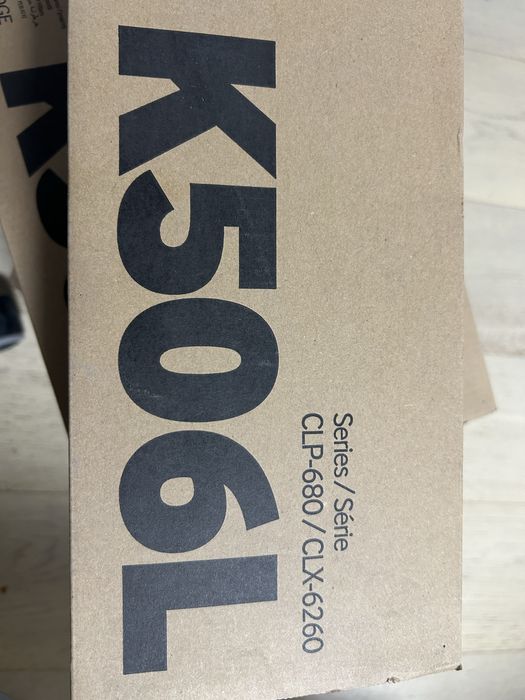 K506L
Series / Série
CLP-680 / CLX-6260